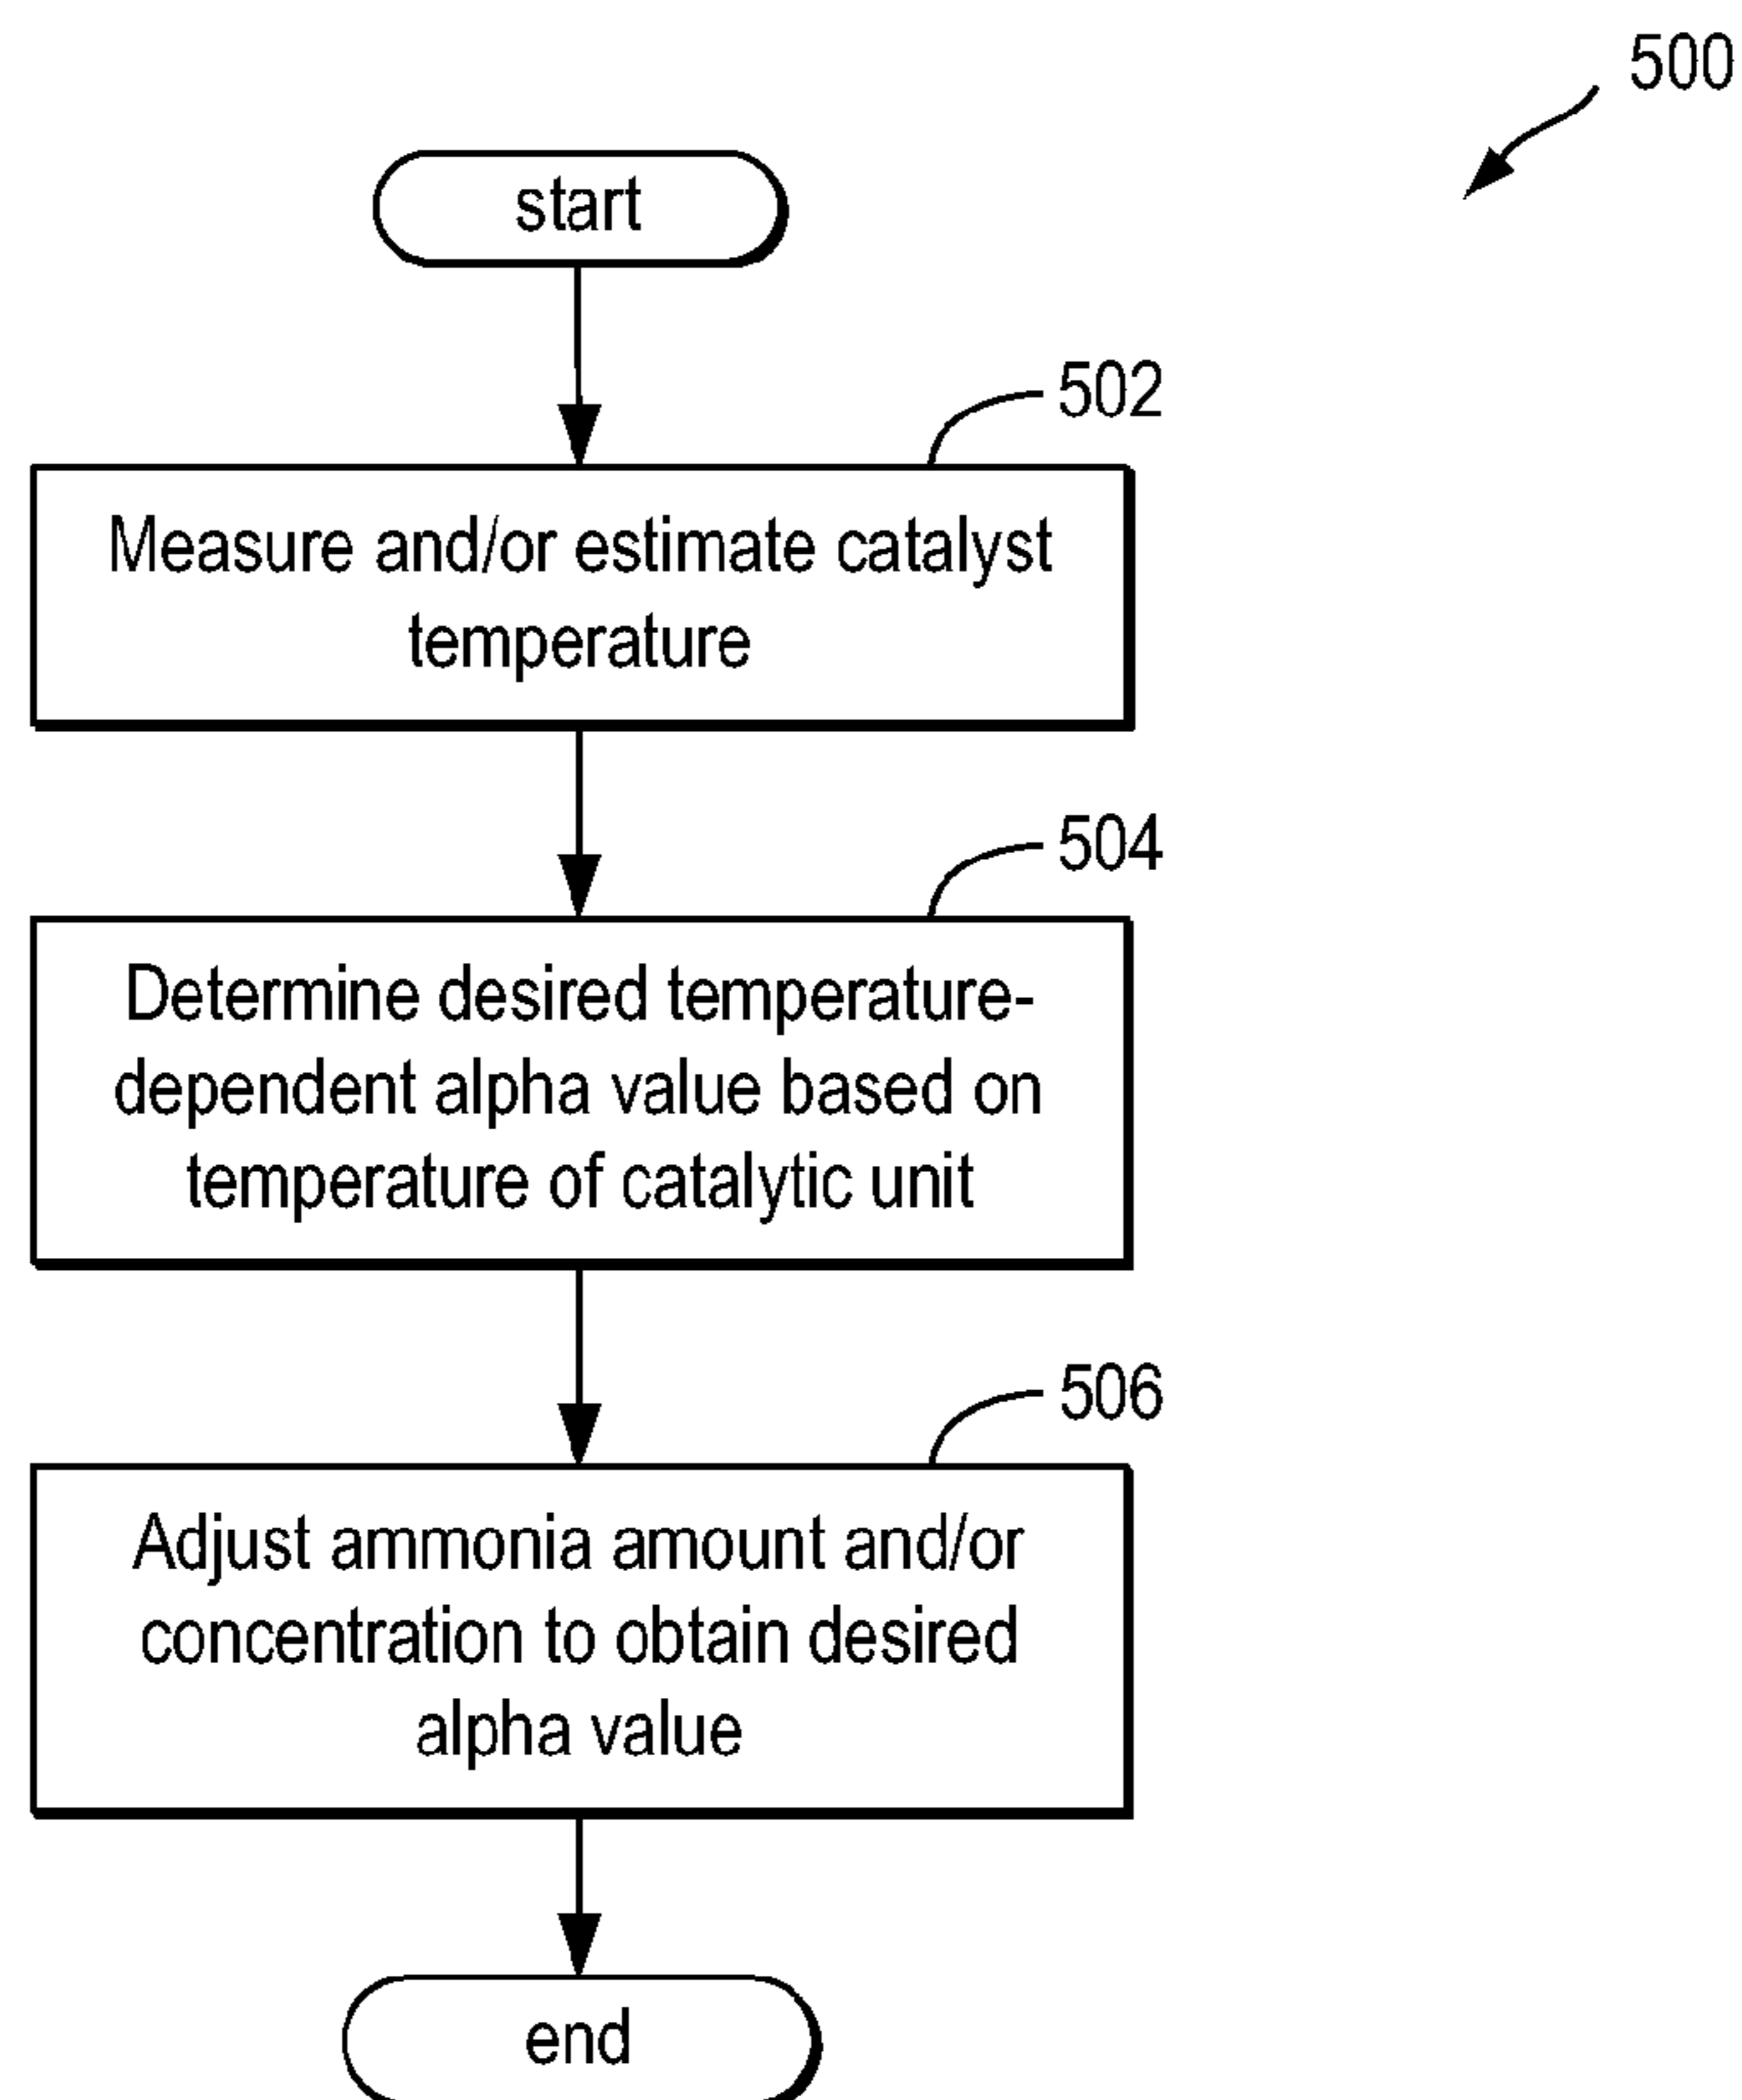 500
start
502
Measure and/or estimate catalyst
temperature
504
Determine desired temperature-
dependent alpha value based on
temperature of catalytic unit
506
Adjust ammonia amount and/or
concentration to obtain desired
alpha value
end